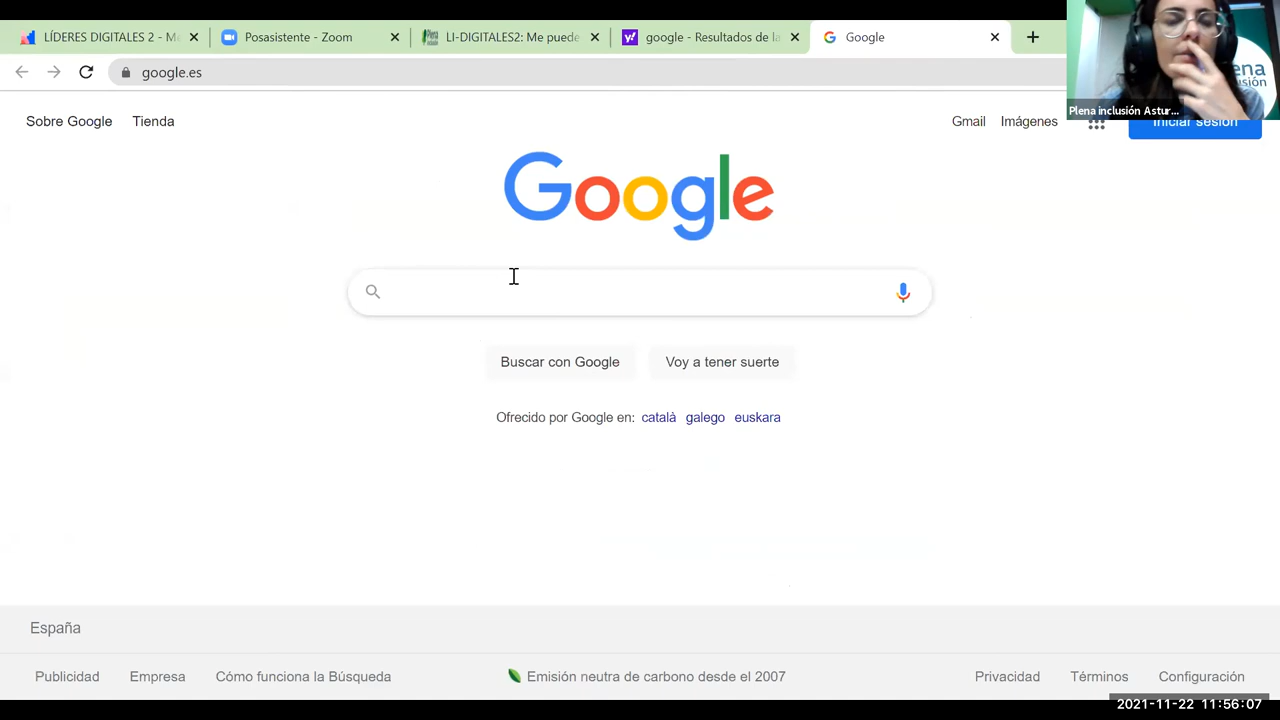 LÍDERES DIGITALES 2 - M
Posasistente - Zoom
LI-DIGITALES2: Me puede
google - Resultados de la
Google
google.es
ena
Plena inclusión Astur...
Sobre Google
Tienda
Gmail
Imágenes
Iniciar sesión
Google
Buscar con Google
Voy a tener suerte
Ofrecido por Google en: català galego euskara
España
Publicidad
Empresa
Cómo funciona la Búsqueda
Emisión neutra de carbono desde el 2007
Privacidad
Términos
Configuración
2021-11-22 11:56:07